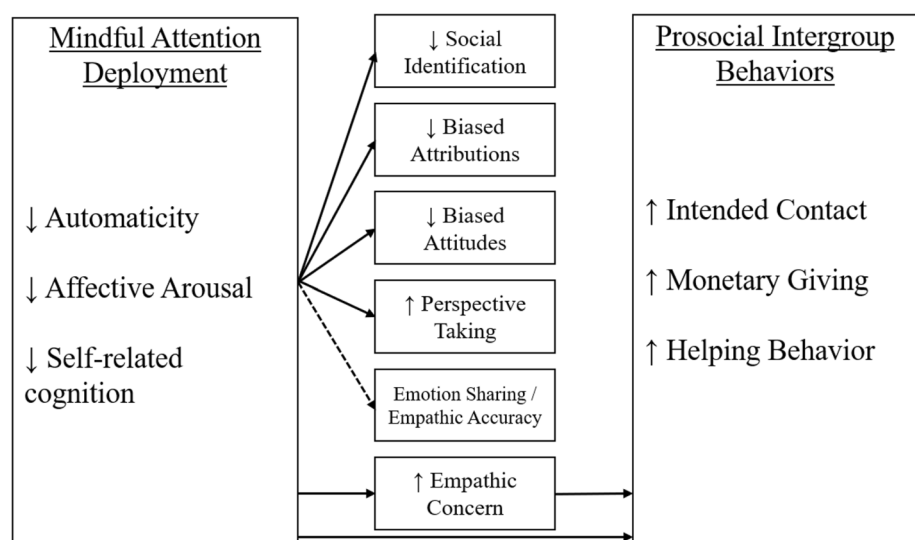 Mindful Attention
Deployment
↓ Automaticity
↓ Affective Arousal
↓ Self-related
cognition
↓ Social
Identification
↓ Biased
Attributions
↓ Biased
Attitudes
↑ Perspective
Taking
Emotion Sharing /
Empathic Accuracy
↑ Empathic
Concern
Prosocial Intergroup
Behaviors
↑ Intended Contact
↑ Monetary Giving
↑ Helping Behavior